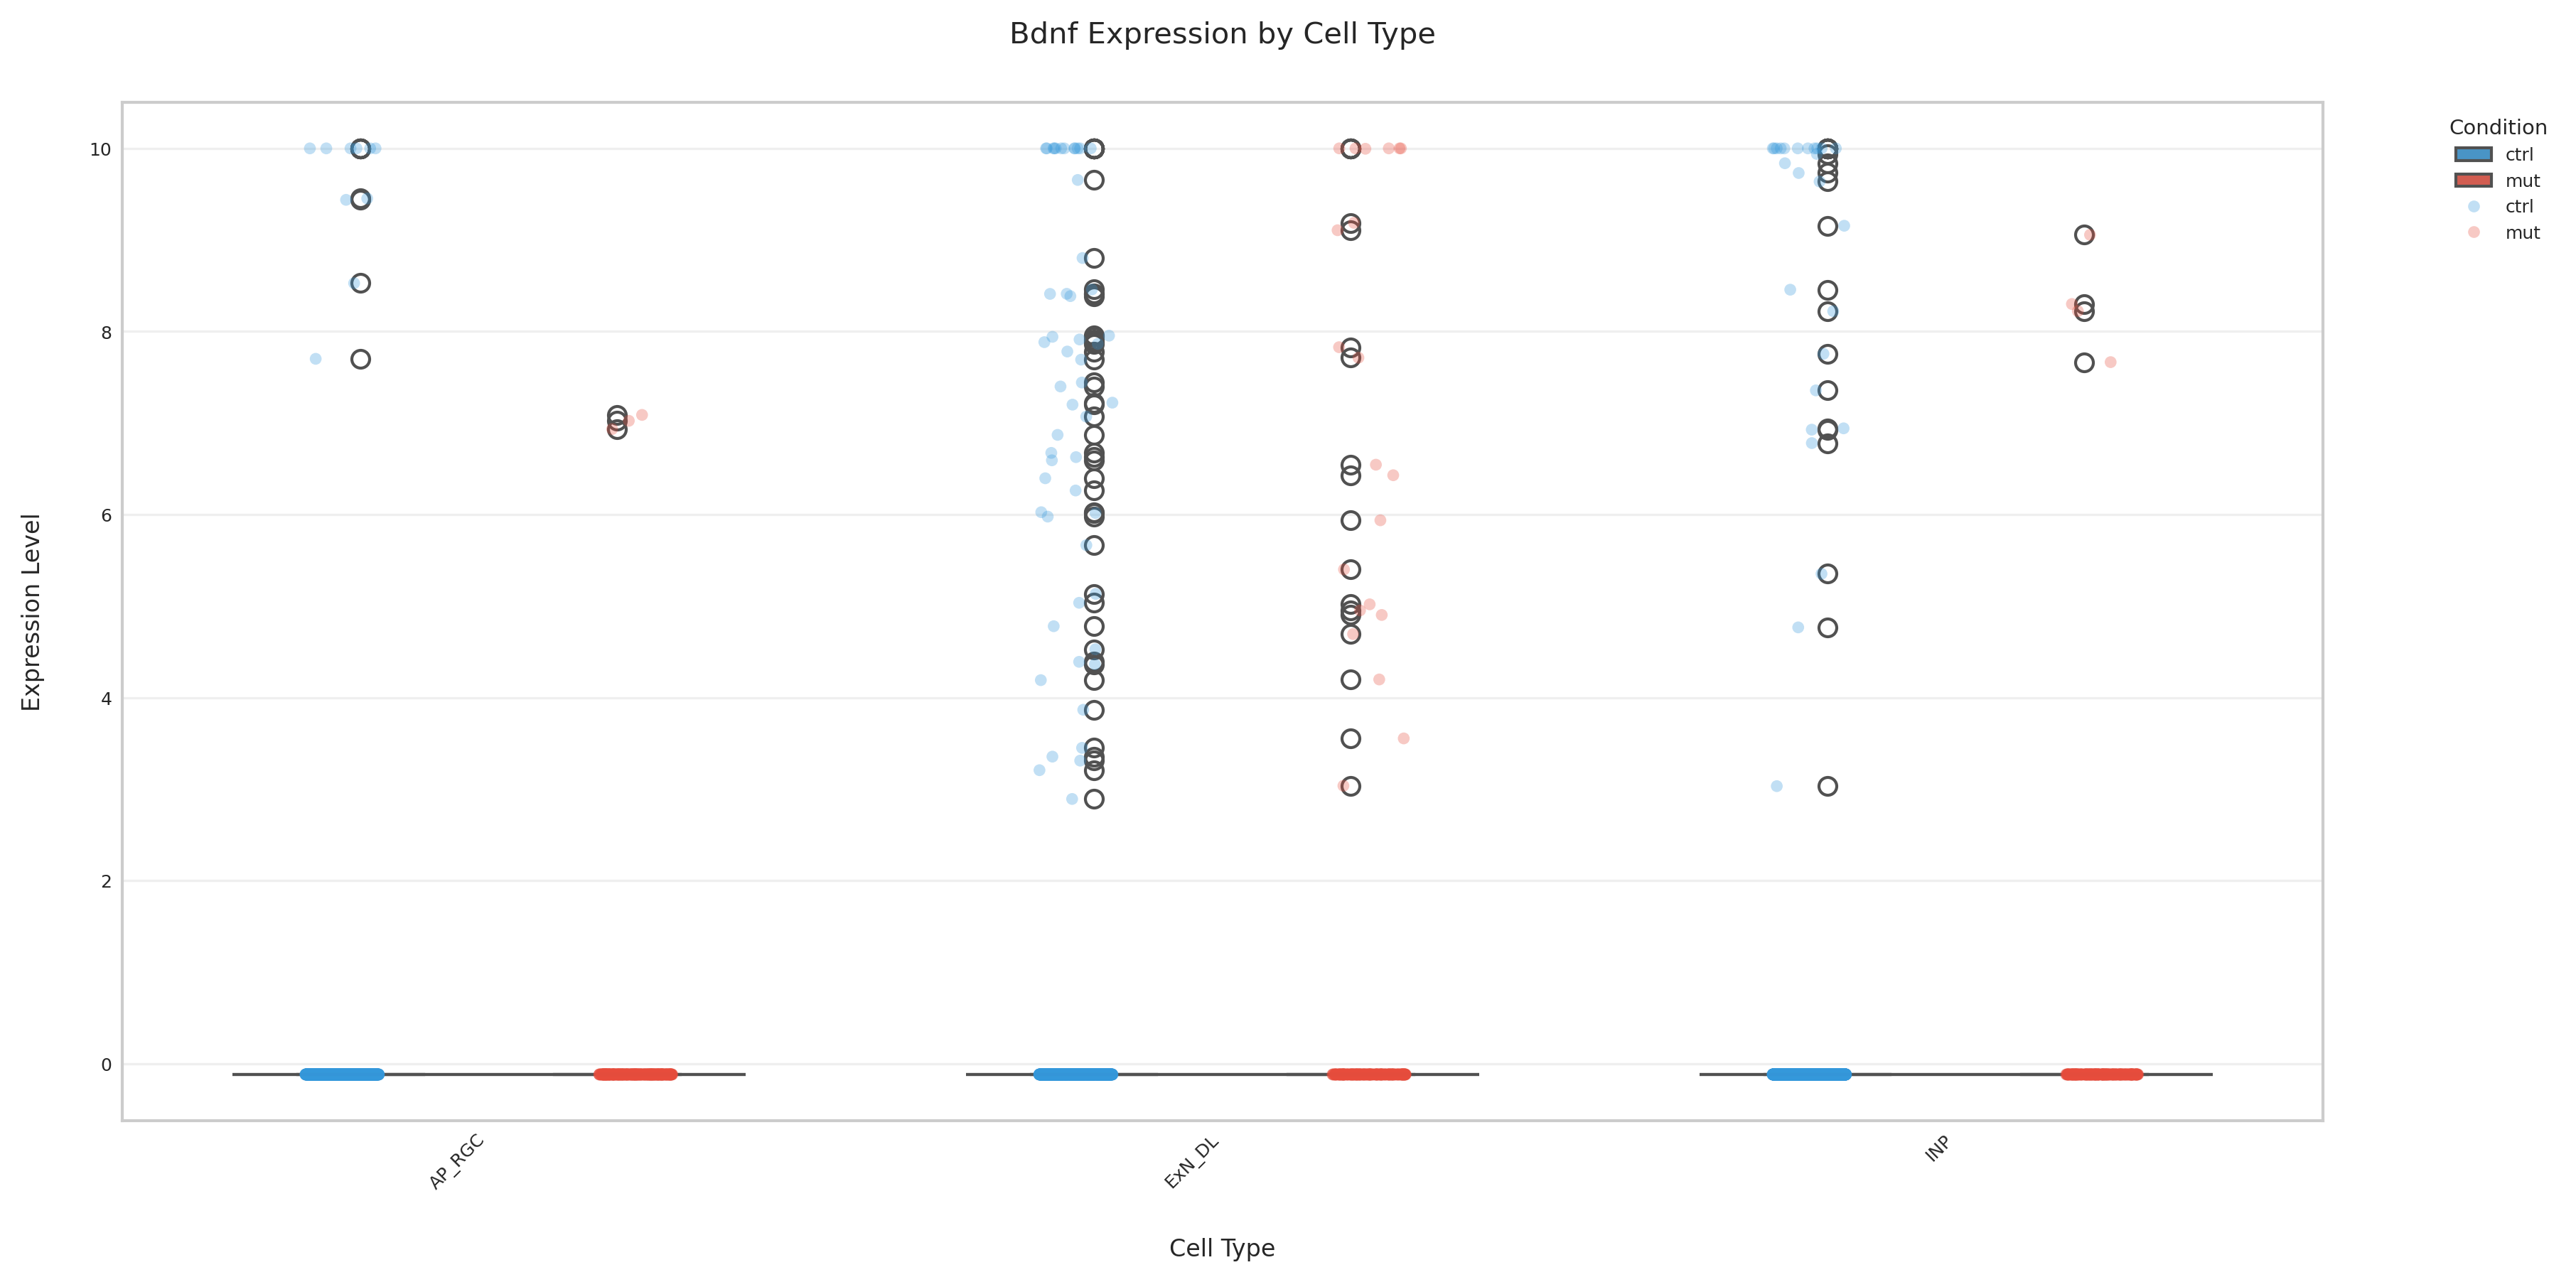 Bdnf Expression by Cell Type
Condition
ctrl
mut
ctrl
mut
Expression Level
10
8
6
4
2
0
AP_RGC
ExN_DL
INP
Cell Type